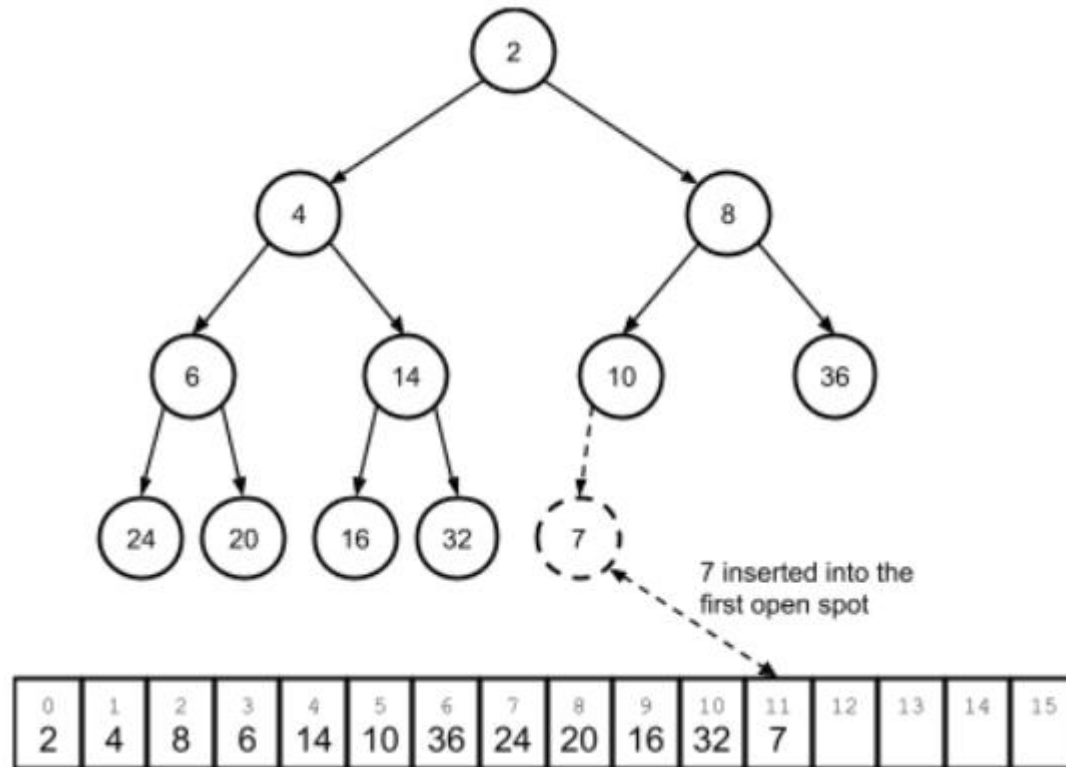 2
4 8
6 14 10 36
24 20 16 32 7
7 inserted into the
first open spot
0 1 2 3 4 5 6 7 8 9 10 11 12 13 14 15
2 4 8 6 14 10 36 24 20 16 32 7